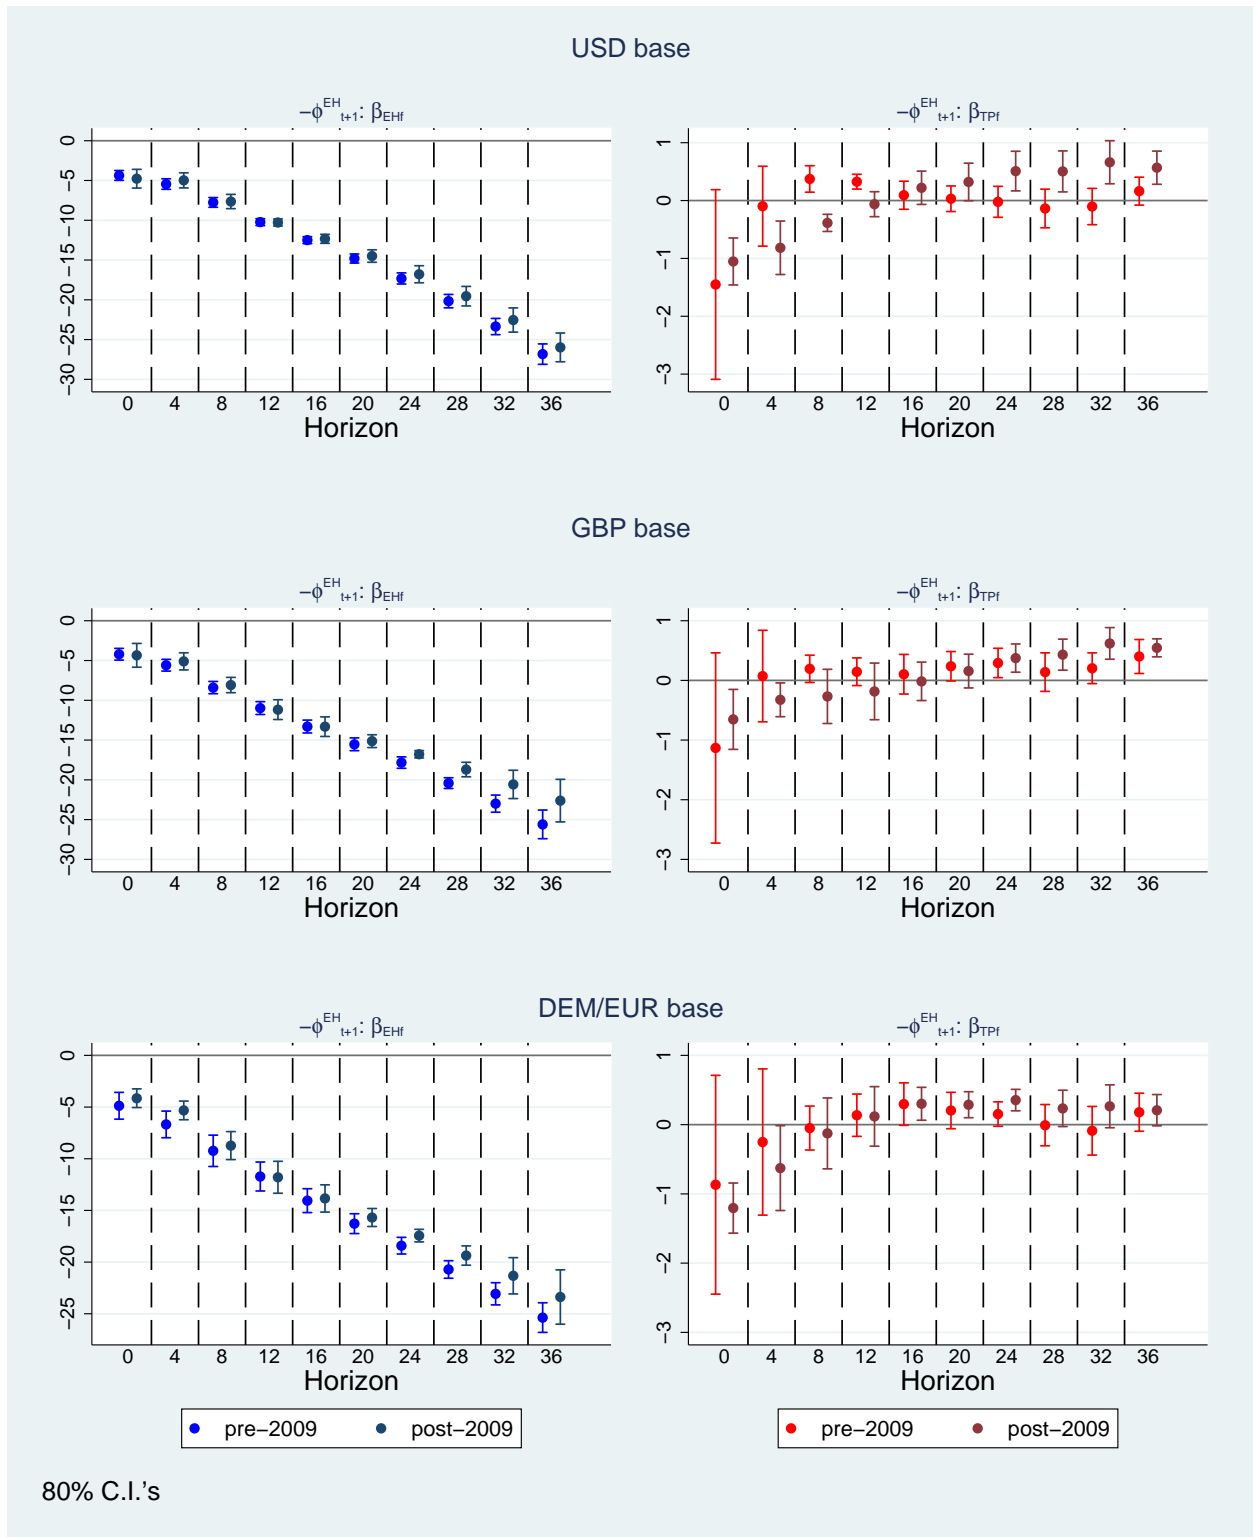 USD base
−ϕ^EH_t+1: β_EHf
0
−5
−10
−15
−20
−25
−30
0 4 8 12 16 20 24 28 32 36
Horizon
−ϕ^EH_t+1: β_TPf
1
0
−1
−2
−3
0 4 8 12 16 20 24 28 32 36
Horizon
GBP base
−ϕ^EH_t+1: β_EHf
0
−5
−10
−15
−20
−25
−30
0 4 8 12 16 20 24 28 32 36
Horizon
−ϕ^EH_t+1: β_TPf
1
0
−1
−2
−3
0 4 8 12 16 20 24 28 32 36
Horizon
DEM/EUR base
−ϕ^EH_t+1: β_EHf
0
−5
−10
−15
−20
−25
0 4 8 12 16 20 24 28 32 36
Horizon
−ϕ^EH_t+1: β_TPf
1
0
−1
−2
−3
0 4 8 12 16 20 24 28 32 36
Horizon
pre−2009 post−2009
pre−2009 post−2009
80% C.I.'s